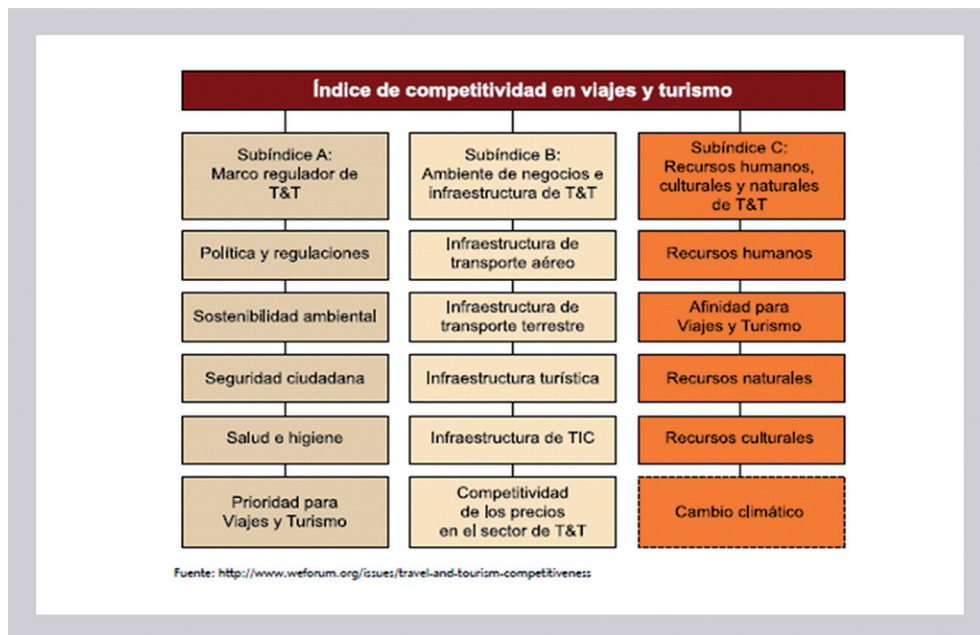 Índice de competitividad en viajes y turismo
Subíndice A:
Marco regulador de
T&T
Política y regulaciones
Sostenibilidad ambiental
Seguridad ciudadana
Salud e higiene
Prioridad para
Viajes y Turismo
Subíndice B:
Ambiente de negocios e
infraestructura de T&T
Infraestructura de
transporte aéreo
Infraestructura de
transporte terrestre
Infraestructura turística
Infraestructura de TIC
Competitividad
de los precios
en el sector de T&T
Subíndice C:
Recursos humanos,
culturales y naturales
de T&T
Recursos humanos
Afinidad para
Viajes y Turismo
Recursos naturales
Recursos culturales
Cambio climático
Fuente: http://www.weforum.org/issues/travel-and-tourism-competitiveness